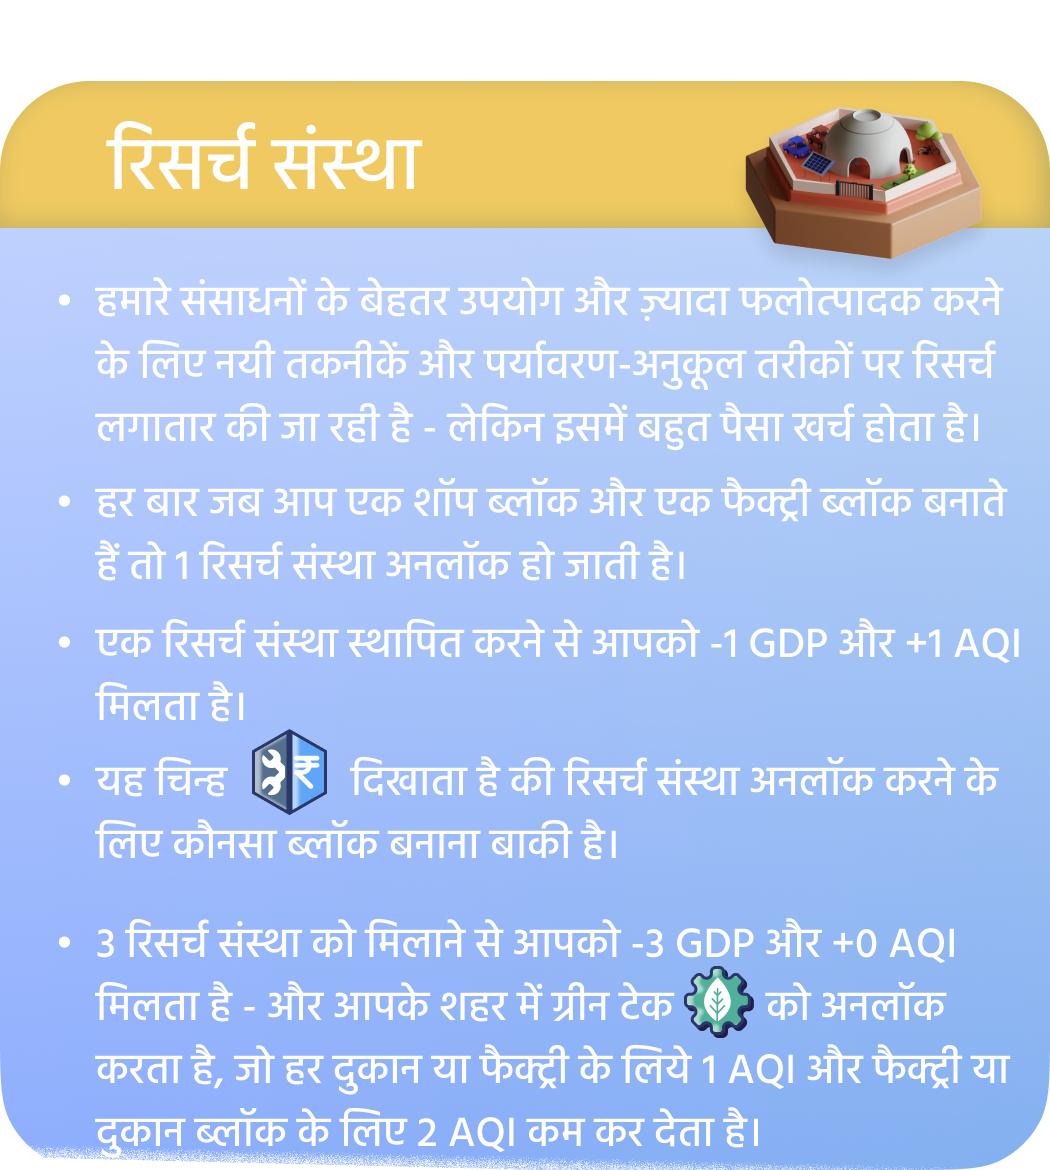 रिसर्च संस्था
• हमारे संसाधनों के बेहतर उपयोग और ज़्यादा फलोत्पादक करने
के लिए नयी तकनीकें और पर्यावरण-अनुकूल तरीकों पर रिसर्च
लगातार की जा रही है - लेकिन इसमें बहुत पैसा खर्च होता है।
• हर बार जब आप एक शॉप ब्लॉक और एक फैक्ट्री ब्लॉक बनाते
हैं तो 1 रिसर्च संस्था अनलॉक हो जाती है।
• एक रिसर्च संस्था स्थापित करने से आपको -1 GDP और +1 AQI
मिलता है।
• यह चिन्ह ₹ दिखाता है की रिसर्च संस्था अनलॉक करने के
लिए कौनसा ब्लॉक बनाना बाकी है।
• 3 रिसर्च संस्था को मिलाने से आपको -3 GDP और +0 AQI
मिलता है - और आपके शहर में ग्रीन टेक को अनलॉक
करता है, जो हर दुकान या फैक्ट्री के लिये 1 AQI और फैक्ट्री या
दुकान ब्लॉक के लिए 2 AQI कम कर देता है।